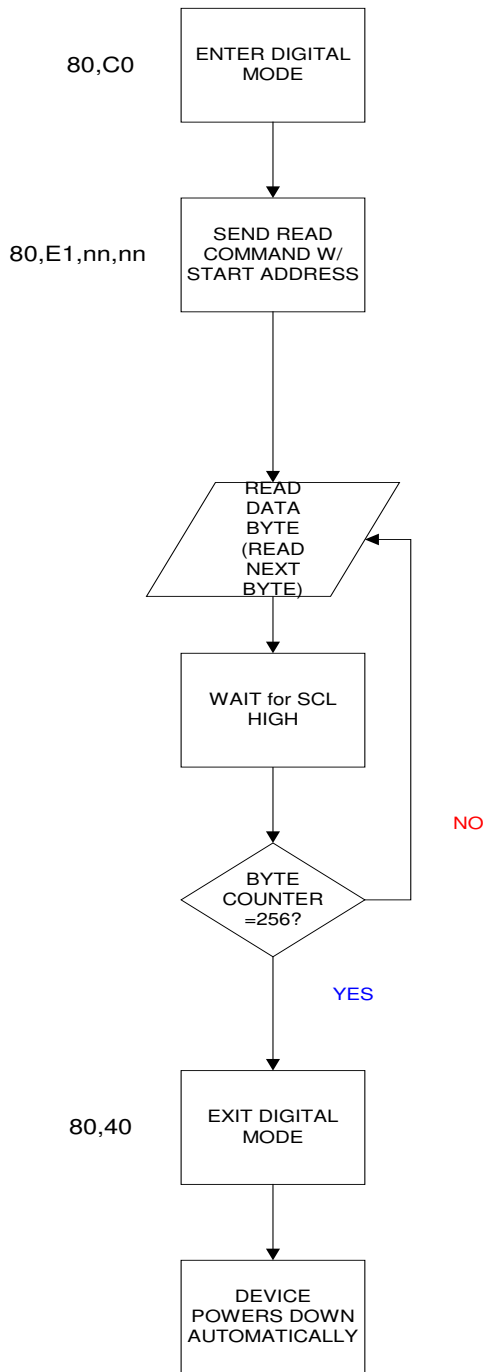 80,C0
ENTER DIGITAL
MODE
80,E1,nn,nn
SEND READ
COMMAND W/
START ADDRESS
READ
DATA
BYTE
(READ
NEXT
BYTE)
WAIT for SCL
HIGH
NO
BYTE
COUNTER
=256?
YES
80,40
EXIT DIGITAL
MODE
DEVICE
POWERS DOWN
AUTOMATICALLY